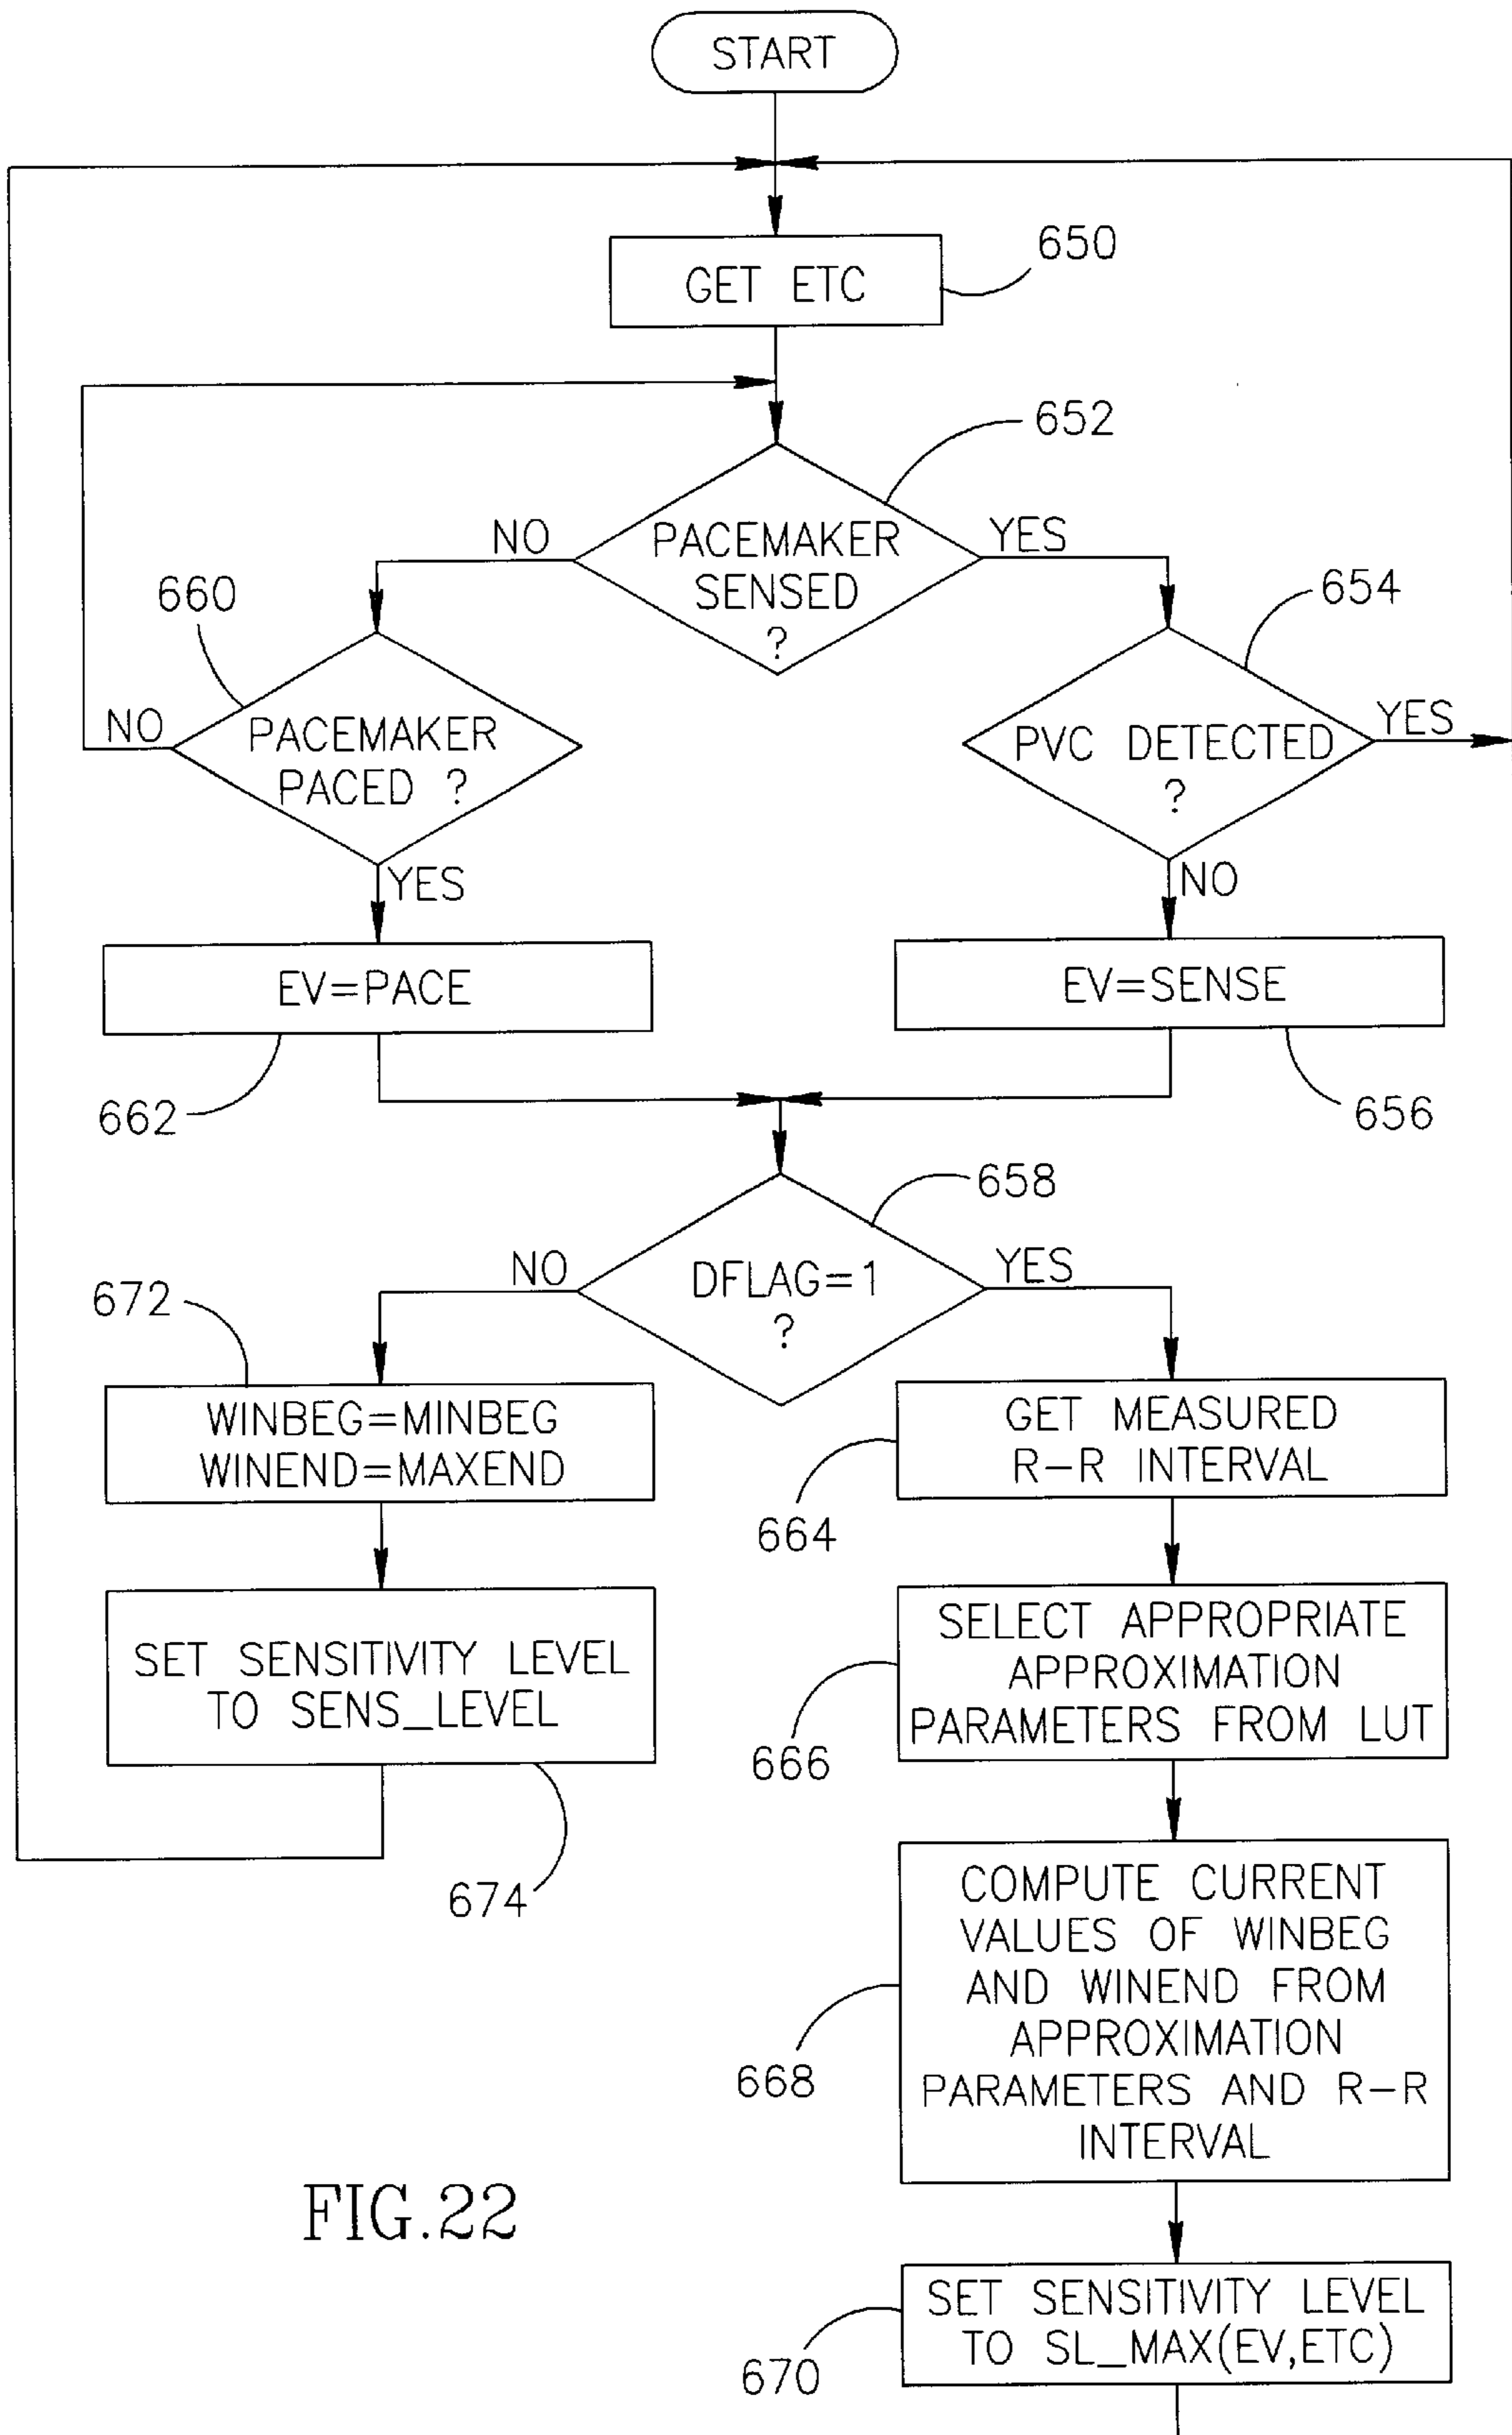 START
650
GET ETC
652
NO
PACEMAKER
SENSED
?
YES
660
654
NO
PACEMAKER
PACED ?
PVC DETECTED
?
YES
YES
NO
EV=PACE
EV=SENSE
662
656
658
NO
DFLAG=1
?
YES
672
WINBEG=MINBEG
WINEND=MAXEND
GET MEASURED
R-R INTERVAL
664
SET SENSITIVITY LEVEL
TO SENS_LEVEL
SELECT APPROPRIATE
APPROXIMATION
PARAMETERS FROM LUT
666
674
COMPUTE CURRENT
VALUES OF WINBEG
AND WINEND FROM
APPROXIMATION
PARAMETERS AND R-R
INTERVAL
668
FIG.22
SET SENSITIVITY LEVEL
TO SL_MAX(EV,ETC)
670